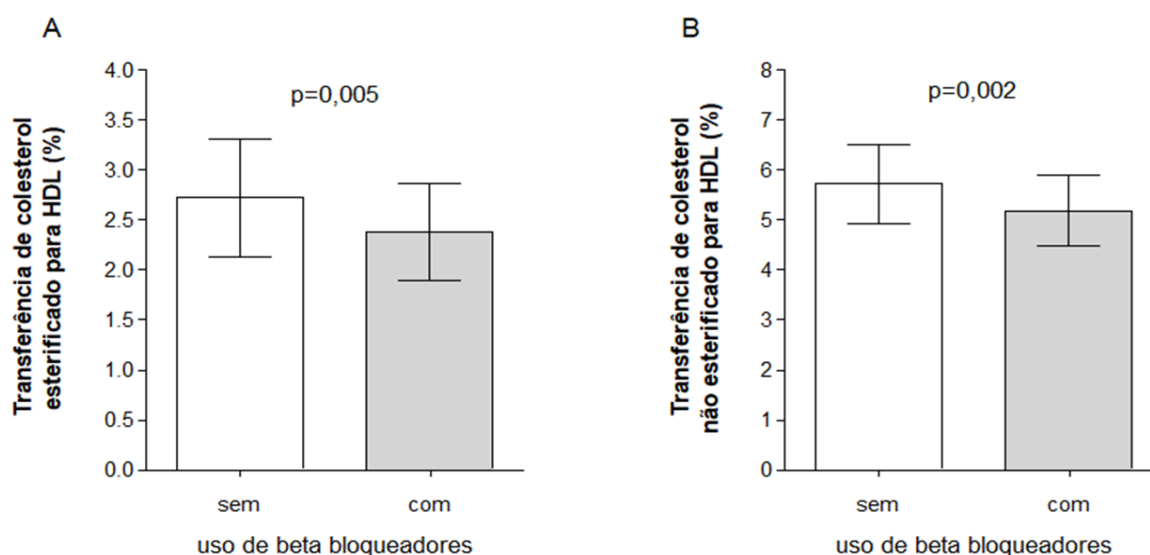 A
Transferência de colesterol
esterificado para HDL (%)
4.0
3.5
3.0
2.5
2.0
1.5
1.0
0.5
0.0
p=0,005
sem
com
uso de beta bloqueadores
B
Transferência de colesterol
não esterificado para HDL (%)
8
7
6
5
4
3
2
1
0
p=0,002
sem
com
uso de beta bloqueadores